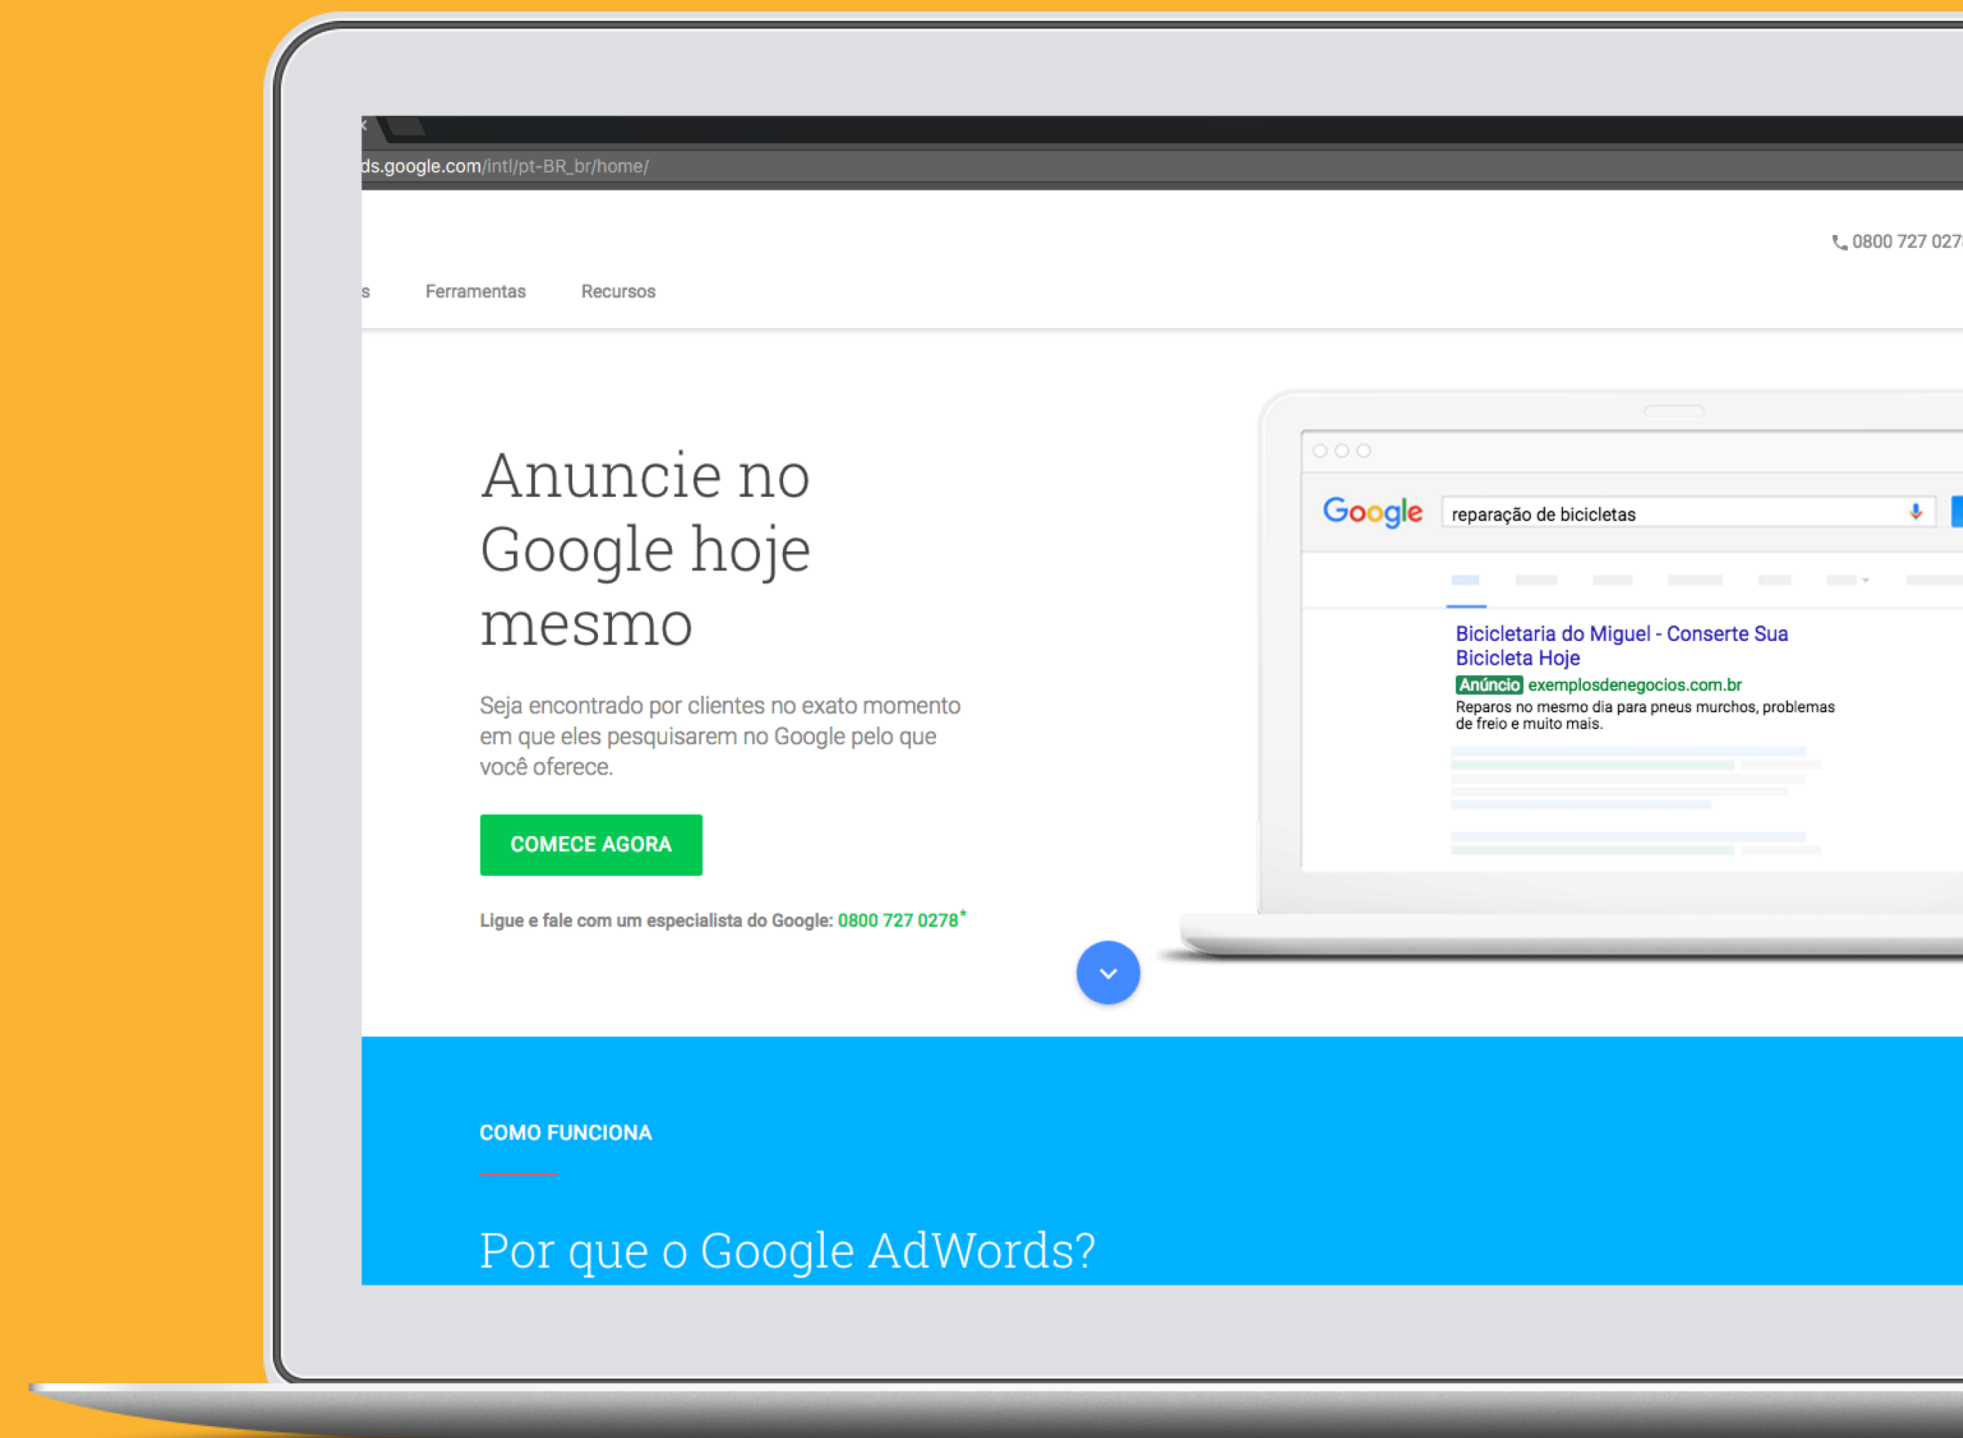 ds.google.com/intl/pt-BR_br/home/
0800 727 027
s Ferramentas Recursos
Anuncie no
Google hoje
mesmo
Seja encontrado por clientes no exato momento
em que eles pesquisarem no Google pelo que
você oferece.
COMECE AGORA
Ligue e fale com um especialista do Google: 0800 727 0278*
Google reparação de bicicletas
Bicicletaria do Miguel - Conserte Sua
Bicicleta Hoje
Anúncio exemplosdenegocios.com.br
Reparos no mesmo dia para pneus murchos, problemas
de freio e muito mais.
COMO FUNCIONA
Por que o Google AdWords?